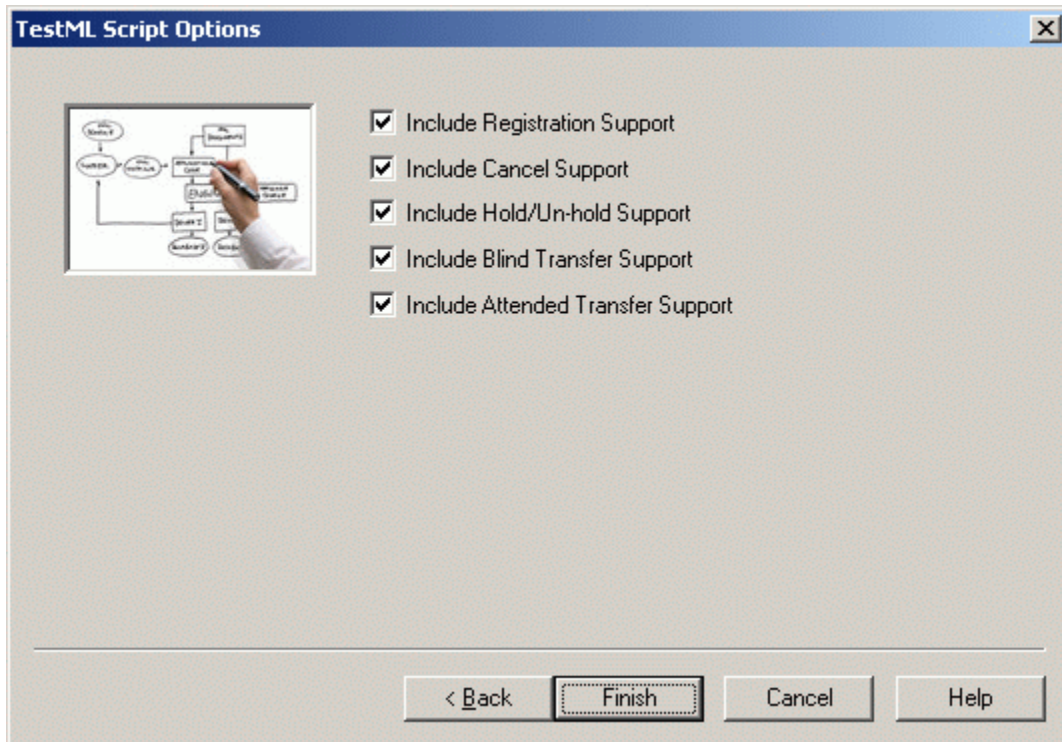 TestML Script Options
Include Registration Support
Include Cancel Support
Include Hold/Un-hold Support
Include Blind Transfer Support
Include Attended Transfer Support
< Back
Finish
Cancel
Help